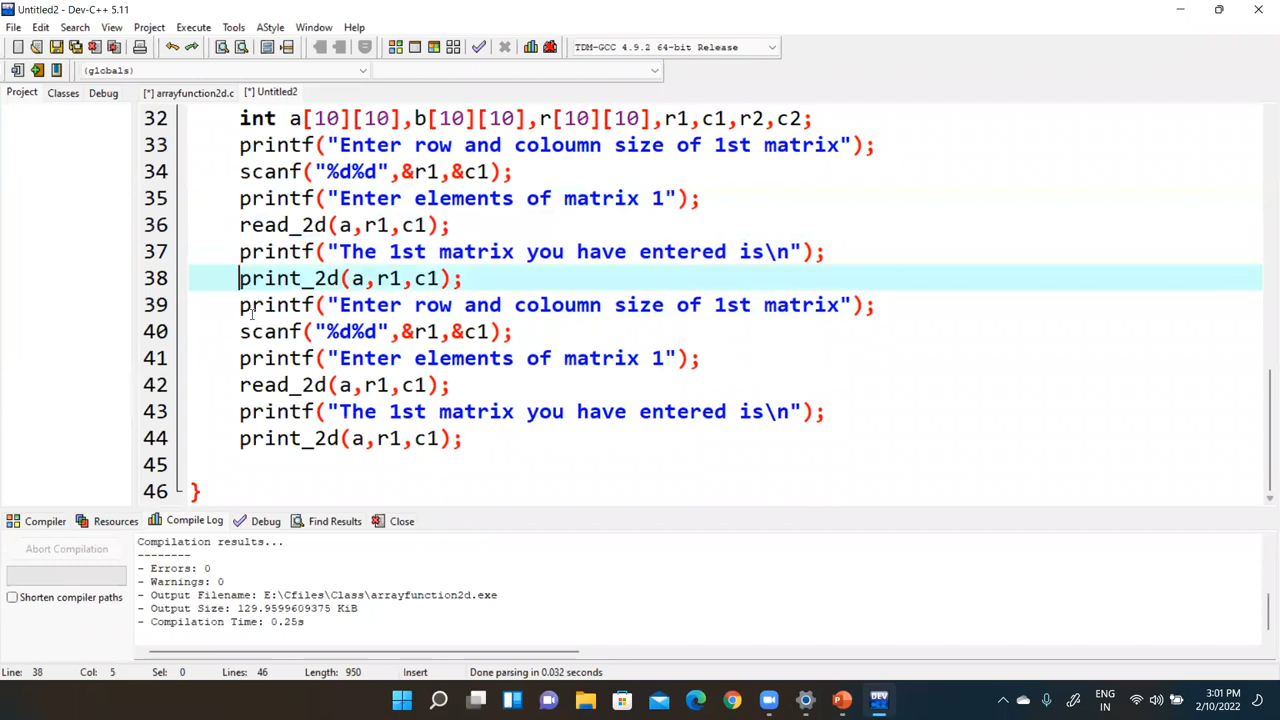 Untitled2 - Dev-C++ 5.11
File Edit Search View Project Execute Tools AStyle Window Help
TDM-GCC 4.9.2 64-bit Release
(globals)
Project Classes Debug [*] arrayfunction2d.c [*] Untitled2
32 int a[10][10],b[10][10],r[10][10],r1,c1,r2,c2;
33 printf("Enter row and coloumn size of 1st matrix");
34 scanf("%d%d",&r1,&c1);
35 printf("Enter elements of matrix 1");
36 read_2d(a,r1,c1);
37 printf("The 1st matrix you have entered is\n");
38 print_2d(a,r1,c1);
39 printf("Enter row and coloumn size of 1st matrix");
40 scanf("%d%d",&r1,&c1);
41 printf("Enter elements of matrix 1");
42 read_2d(a,r1,c1);
43 printf("The 1st matrix you have entered is\n");
44 print_2d(a,r1,c1);
45
46 }
Compiler Resources Compile Log Debug Find Results Close
Abort Compilation
Shorten compiler paths
Compilation results...
--------
- Errors: 0
- Warnings: 0
- Output Filename: E:\Cfiles\Class\arrayfunction2d.exe
- Output Size: 129.9599609375 KiB
- Compilation Time: 0.25s
Line: 38 Col: 5 Sel: 0 Lines: 46 Length: 950 Insert Done parsing in 0.032 seconds
DEV
ENG
IN
3:01 PM
2/10/2022